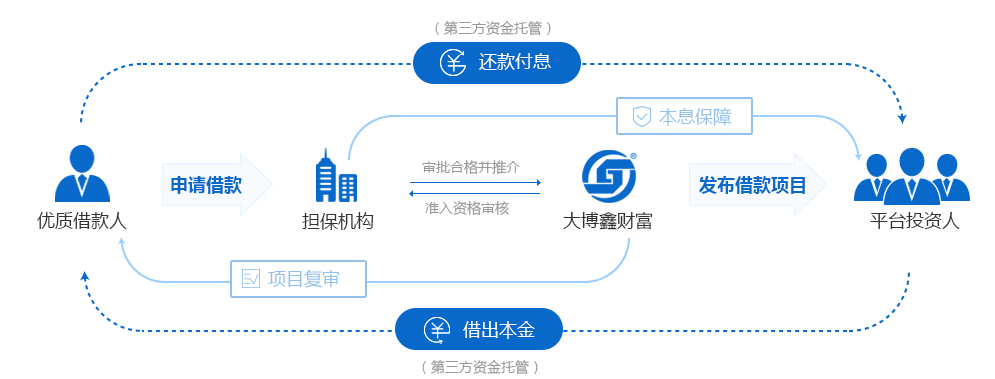 （第三方资金托管）
还款付息
本息保障
审批合格并推介
申请借款
发布借款项目
准入资格审核
优质借款人
担保机构
大博鑫财富
平台投资人
项目复审
借出本金
（第三方资金托管）